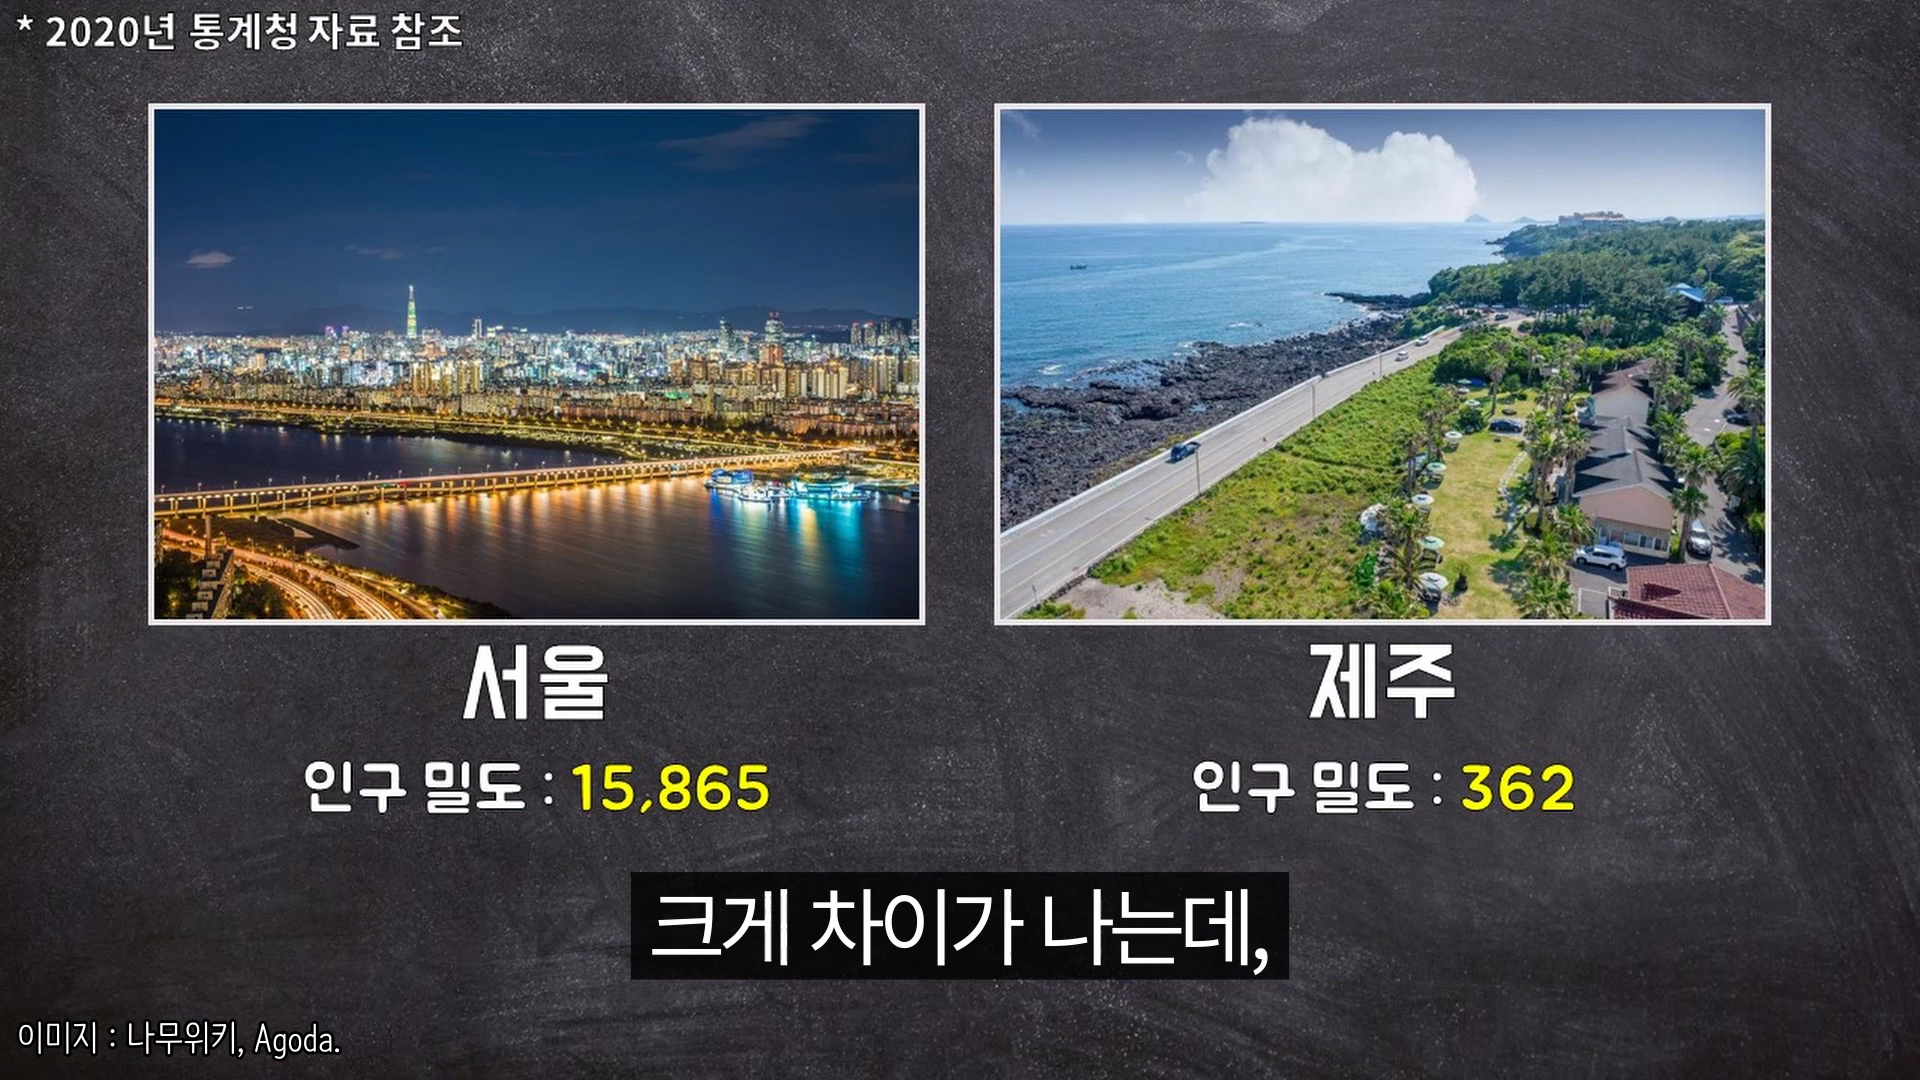 * 2020년 통계청 자료 참조
서울
인구 밀도 : 15,865
제주
인구 밀도 : 362
크게 차이가 나는데,
이미지 : 나무위키, Agoda.